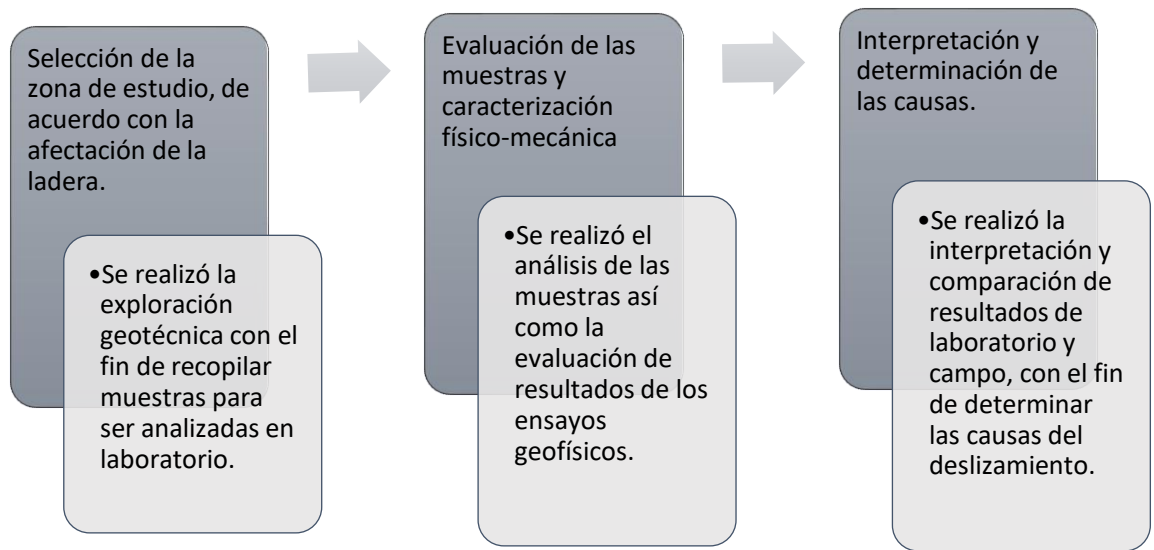 Selección de la
zona de estudio, de
acuerdo con la
afectación de la
ladera.
•Se realizó la
exploración
geotécnica con el
fin de recopilar
muestras para
ser analizadas en
laboratorio.
Evaluación de las
muestras y
caracterización
físico-mecánica
•Se realizó el
análisis de las
muestras así
como la
evaluación de
resultados de los
ensayos
geofísicos.
Interpretación y
determinación de
las causas.
•Se realizó la
interpretación y
comparación de
resultados de
laboratorio y
campo, con el fin
de determinar
las causas del
deslizamiento.